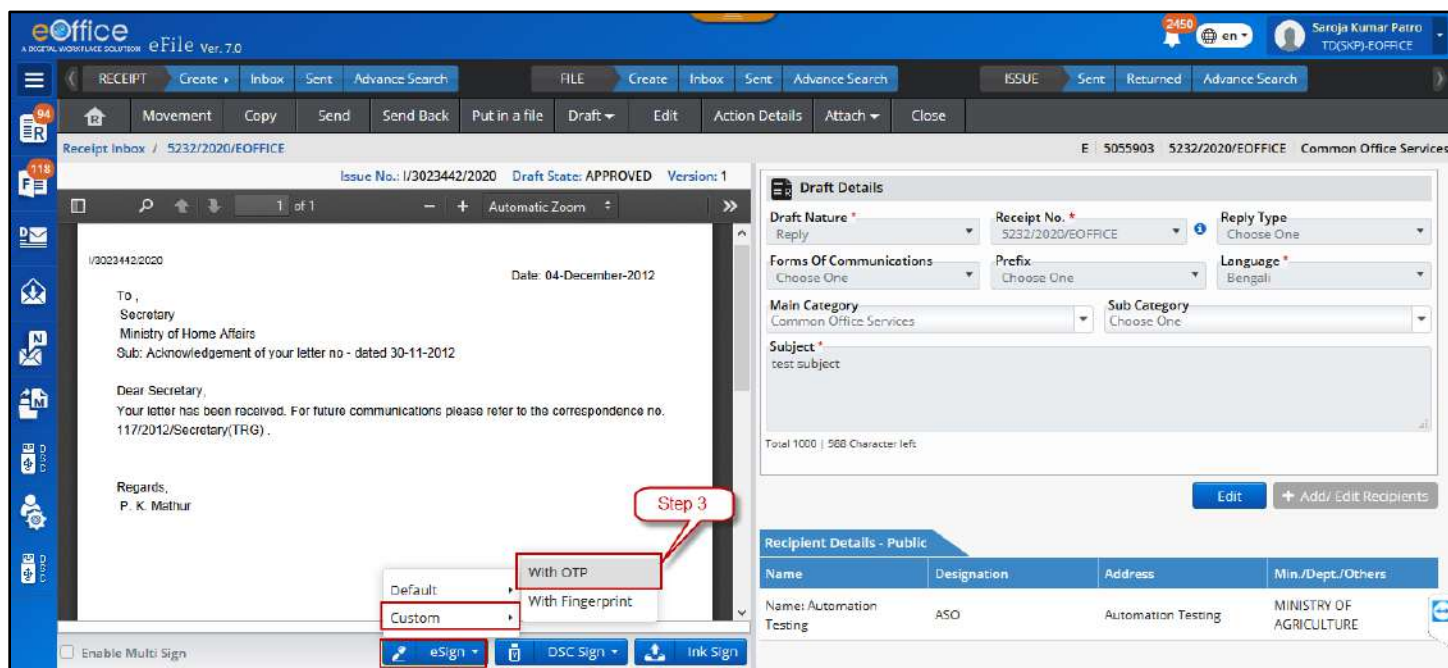 eOffice
A DIGITAL WORKPLACE SOLUTION eFile Ver. 7.0
2450 en Saroja Kumar Patro
TD(SKP)-EOFFICE
RECEIPT Create Inbox Sent Advance Search FILE Create Inbox Sent Advance Search ISSUE Sent Returned Advance Search
94 R Movement Copy Send Send Back Put in a file Draft Edit Action Details Attach Close
Receipt Inbox / 5232/2020/EOFFICE E 5055903 5232/2020/EOFFICE Common Office Services
118 F
Issue No.: I/3023442/2020 Draft State: APPROVED Version: 1
1 of 1 − + Automatic Zoom
I/3023442/2020
Date: 04-December-2012
To ,
Secretary
Ministry of Home Affairs
Sub: Acknowledgement of your letter no - dated 30-11-2012
Dear Secretary,
Your letter has been received. For future communications please refer to the correspondence no.
117/2012/Secretary(TRG) .
Regards,
P. K. Mathur
Step 3
With OTP
With Fingerprint
Default
Custom
Enable Multi Sign eSign DSC Sign Ink Sign
Draft Details
Draft Nature * Receipt No. * Reply Type
Reply 5232/2020/EOFFICE Choose One
Forms Of Communications Prefix Language *
Choose One Choose One Bengali
Main Category Sub Category
Common Office Services Choose One
Subject *
test subject
Total 1000 | 588 Character left
Edit + Add/ Edit Recipients
Recipient Details - Public
Name Designation Address Min./Dept./Others
Name: Automation Testing ASO Automation Testing MINISTRY OF AGRICULTURE
D
N
M
DSC
DSC